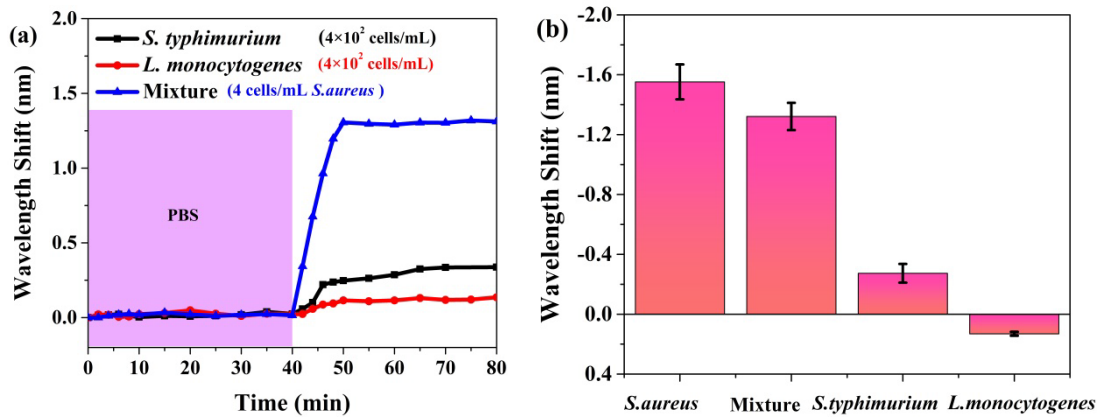 (a)
S. typhimurium (4×10² cells/mL)
L. monocytogenes (4×10² cells/mL)
Mixture (4 cells/mL S.aureus )
PBS
2.0
1.5
1.0
0.5
0.0
Wavelength Shift (nm)
0 10 20 30 40 50 60 70 80
Time (min)
(b)
-2.0
-1.6
-1.2
-0.8
-0.4
0.0
0.4
Wavelength Shift (nm)
S.aureus Mixture S.typhimurium L.monocytogenes